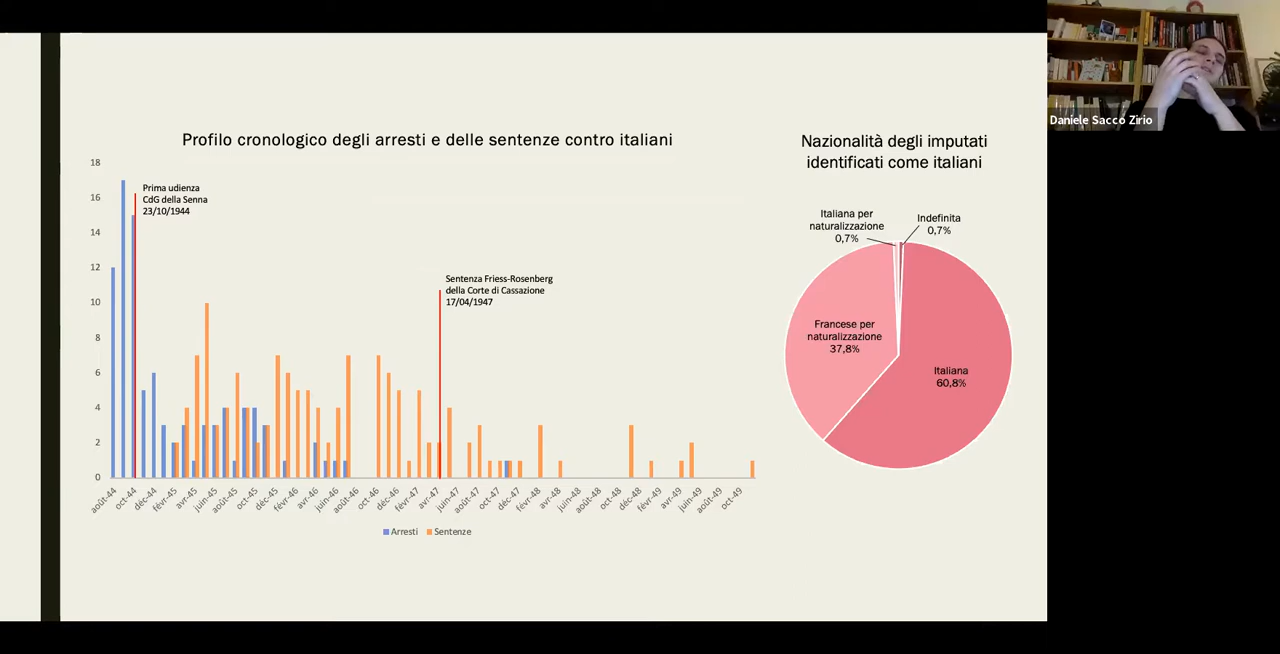 Profilo cronologico degli arresti e delle sentenze contro italiani
18
16
14
12
10
8
6
4
2
0
Prima udienza
CdG della Senna
23/10/1944
Sentenza Friess-Rosenberg
della Corte di Cassazione
17/04/1947
août-44
oct-44
déc-44
févr-45
avr-45
juin-45
août-45
oct-45
déc-45
févr-46
avr-46
juin-46
août-46
oct-46
déc-46
févr-47
avr-47
juin-47
août-47
oct-47
déc-47
févr-48
avr-48
juin-48
août-48
oct-48
déc-48
févr-49
avr-49
juin-49
août-49
oct-49
Arresti
Sentenze
Nazionalità degli imputati
identificati come italiani
Italiana per
naturalizzazione
0,7%
Indefinita
0,7%
Francese per
naturalizzazione
37,8%
Italiana
60,8%
Daniele Sacco Zirio